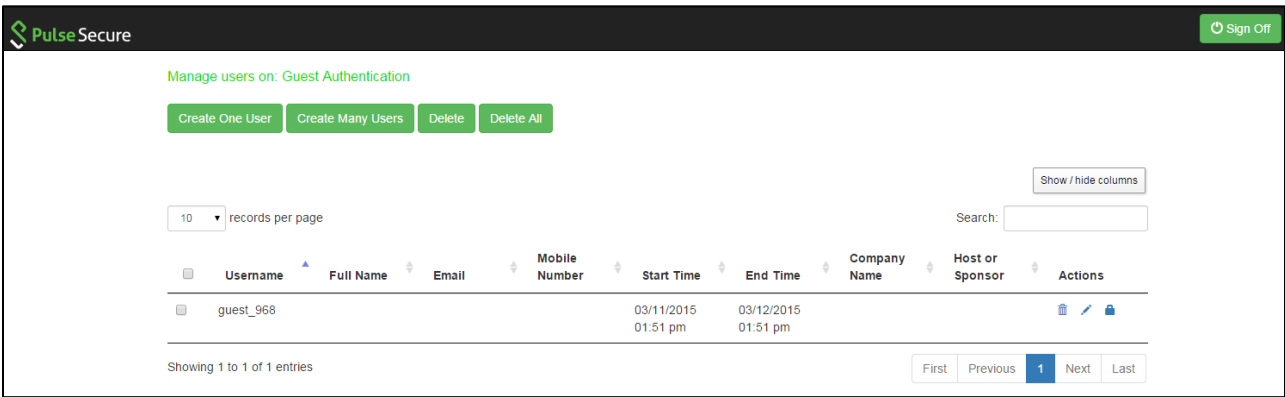 Pulse Secure
Sign Off
Manage users on: Guest Authentication
Create One User Create Many Users Delete Delete All
Show / hide columns
10 records per page Search:
Username Full Name Email Mobile Number Start Time End Time Company Name Host or Sponsor Actions
guest_968 03/11/2015 01:51 pm 03/12/2015 01:51 pm
Showing 1 to 1 of 1 entries First Previous 1 Next Last